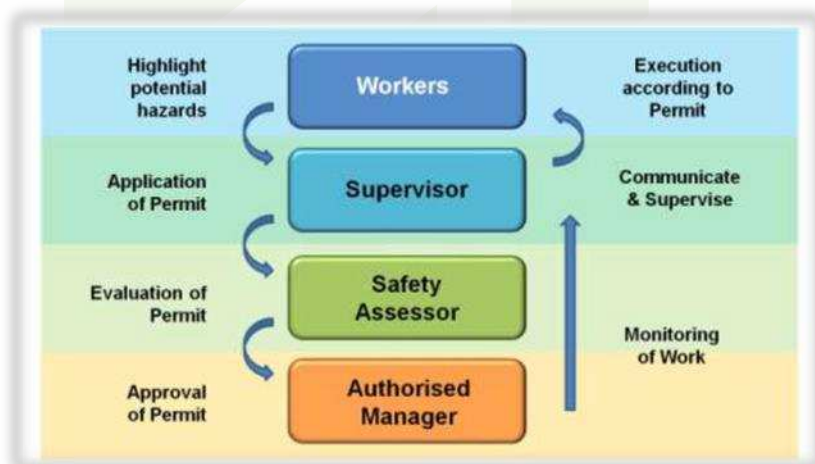 Highlight
potential
hazards
Workers
Execution
according to
Permit
Application
of Permit
Supervisor
Communicate
& Supervise
Evaluation of
Permit
Safety
Assessor
Monitoring
of Work
Approval
of Permit
Authorised
Manager